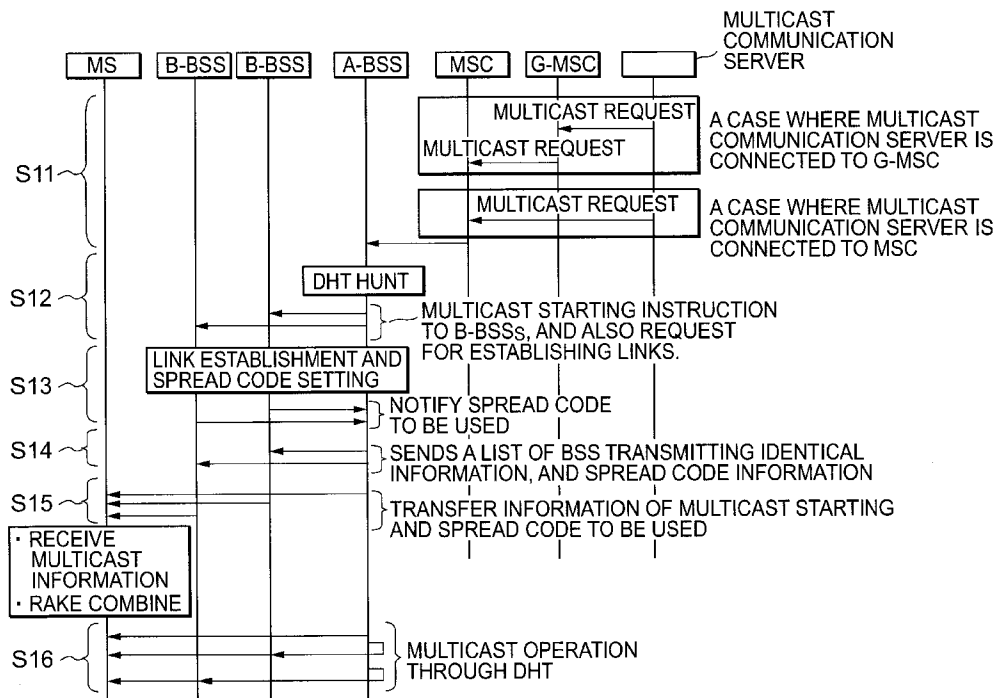 MULTICAST
COMMUNICATION
SERVER
MS B-BSS B-BSS A-BSS MSC G-MSC
MULTICAST REQUEST
MULTICAST REQUEST
A CASE WHERE MULTICAST
COMMUNICATION SERVER IS
CONNECTED TO G-MSC
S11
MULTICAST REQUEST
A CASE WHERE MULTICAST
COMMUNICATION SERVER IS
CONNECTED TO MSC
S12
DHT HUNT
MULTICAST STARTING INSTRUCTION
TO B-BSSs, AND ALSO REQUEST
FOR ESTABLISHING LINKS.
S13
LINK ESTABLISHMENT AND
SPREAD CODE SETTING
NOTIFY SPREAD CODE
TO BE USED
S14
SENDS A LIST OF BSS TRANSMITTING IDENTICAL
INFORMATION, AND SPREAD CODE INFORMATION
S15
TRANSFER INFORMATION OF MULTICAST STARTING
AND SPREAD CODE TO BE USED
· RECEIVE
MULTICAST
INFORMATION
· RAKE COMBINE
S16
MULTICAST OPERATION
THROUGH DHT